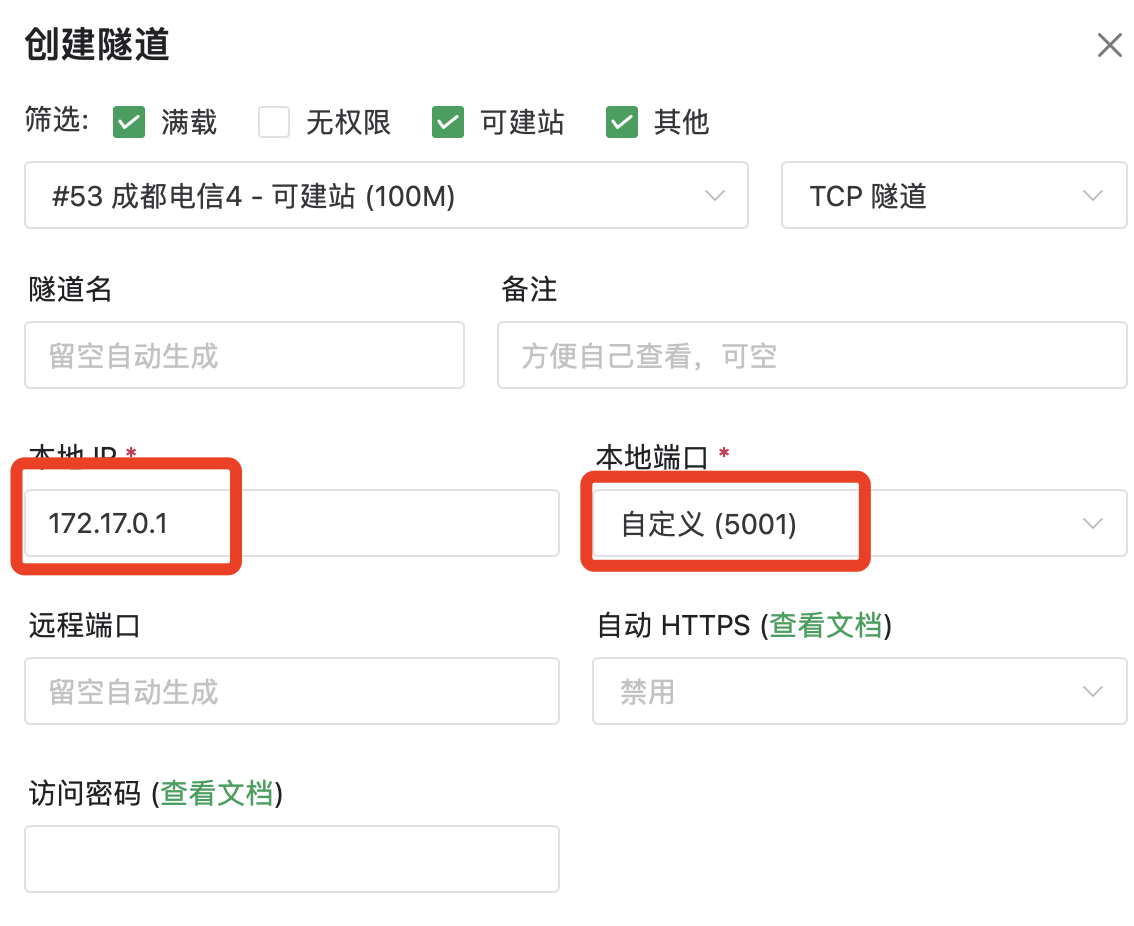 创建隧道
筛选: 满载 无权限 可建站 其他
#53 成都电信4 - 可建站 (100M) TCP 隧道
隧道名 备注
留空自动生成 方便自己查看，可空
本地 IP * 本地端口 *
172.17.0.1 自定义 (5001)
远程端口 自动 HTTPS (查看文档)
留空自动生成 禁用
访问密码 (查看文档)